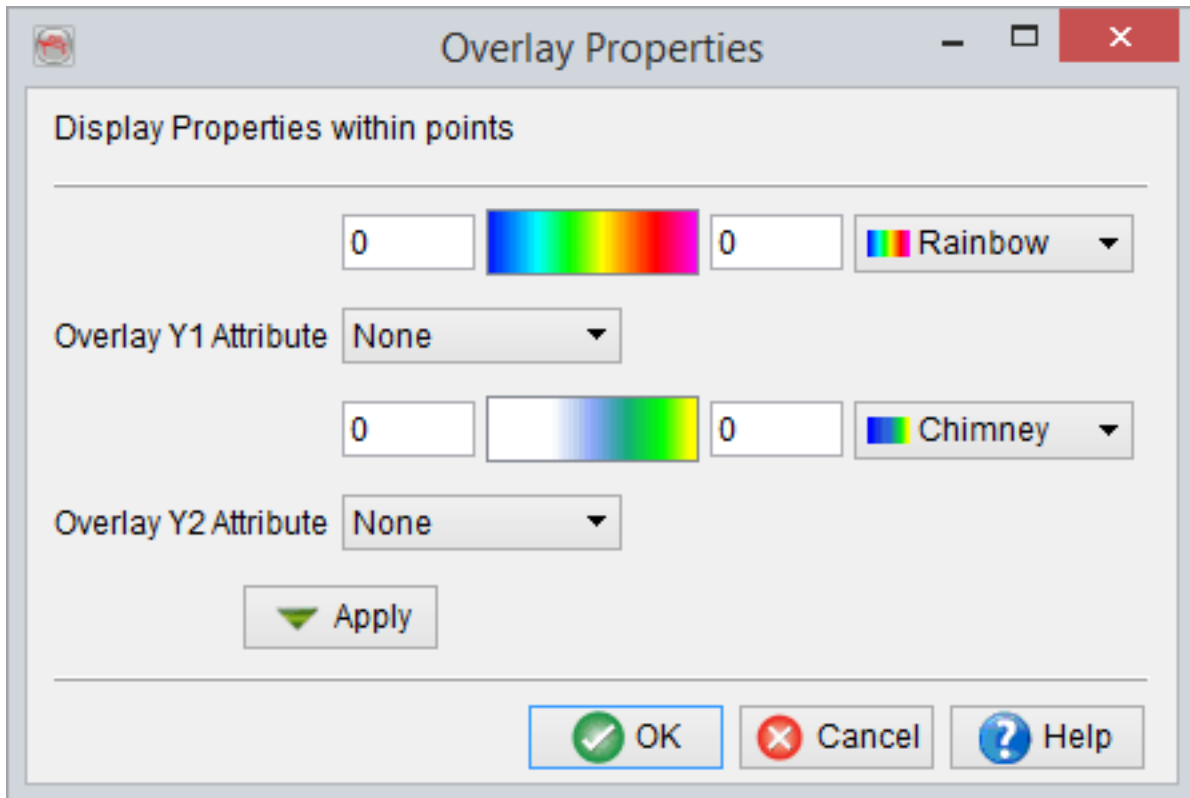 Overlay Properties
Display Properties within points
0 0 Rainbow
Overlay Y1 Attribute None
0 0 Chimney
Overlay Y2 Attribute None
Apply
OK Cancel Help